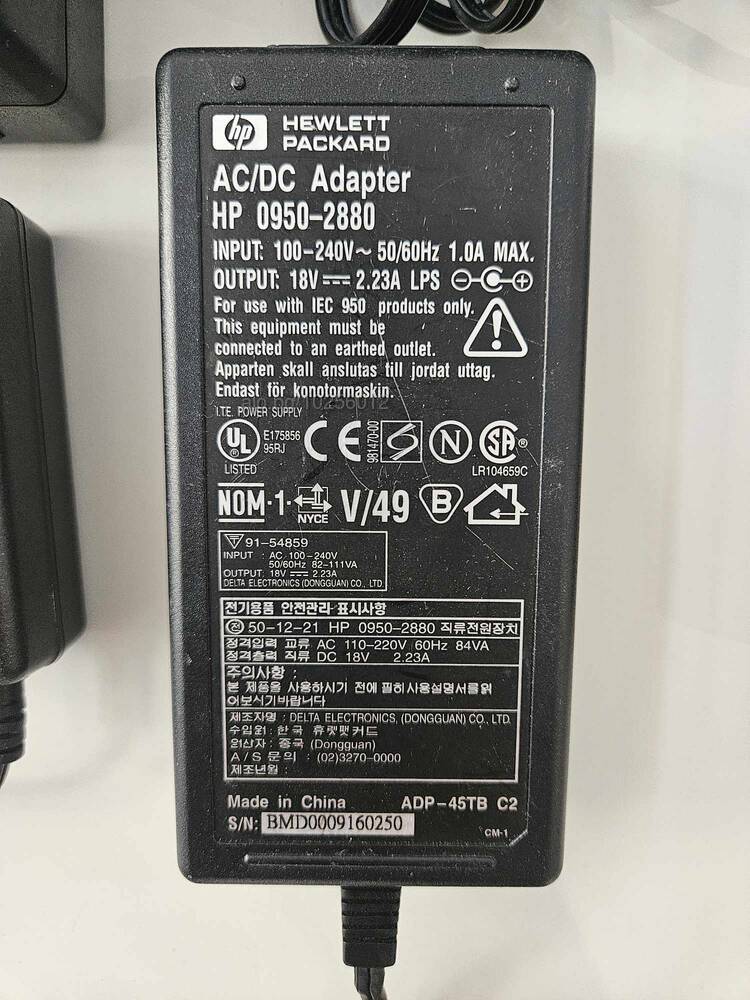 hp HEWLETT
PACKARD
AC/DC Adapter
HP 0950-2880
INPUT: 100-240V~ 50/60Hz 1.0A MAX.
OUTPUT: 18V⎓2.23A LPS
For use with IEC 950 products only.
This equipment must be
connected to an earthed outlet.
Apparten skall anslutas till jordat uttag.
Endast för konotormaskin.
alo.bg/10256012
I.T.E. POWER SUPPLY
UL ® E175856
95RJ
LISTED
CE
981470-00
S
N
SA ®
LR104659C
NOM-1- NYCE V/49 B
91-54859
INPUT : AC 100-240V
50/60Hz 82-111VA
OUTPUT: 18V⎓2.23A
DELTA ELECTRONICS (DONGGUAN) CO., LTD.
전기용품 안전관리 표시사항
전 50-12-21 HP 0950-2880 직류전원장치
정격입력 교류 AC 110-220V 60Hz 84VA
정격출력 직류 DC 18V 2.23A
주의사항 :
본 제품을 사용하시기 전에 필히사용설명서를읽
어보시기바랍니다
제조자명 : DELTA ELECTRONICS, (DONGGUAN) CO., LTD.
수입원: 한국 휴렛팩커드
원산자: 중국 (Dongguan)
A/S 문의 : (02)3270-0000
제조년월 :
Made in China ADP-45TB C2
S/N: BMD0009160250
CM-1